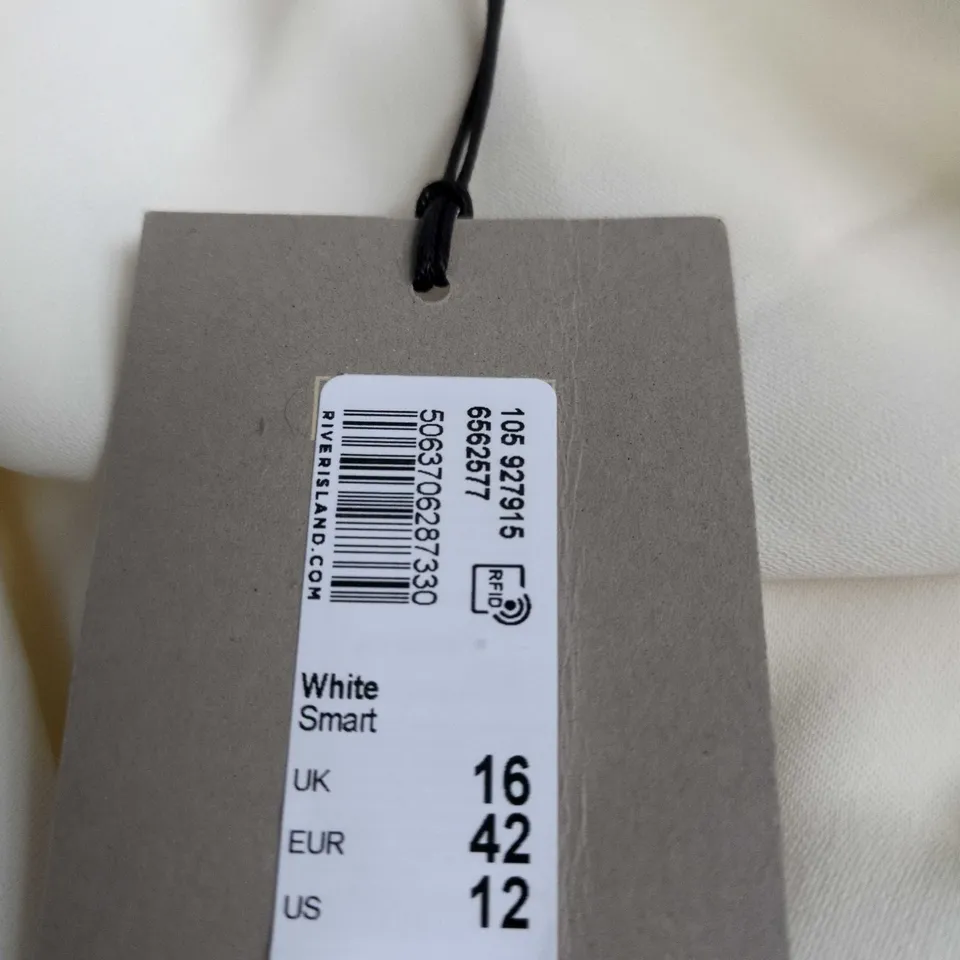 105 927915
6562577
5063706287330
RIVERISLAND.COM
RFID
White
Smart
UK 16
EUR 42
US 12